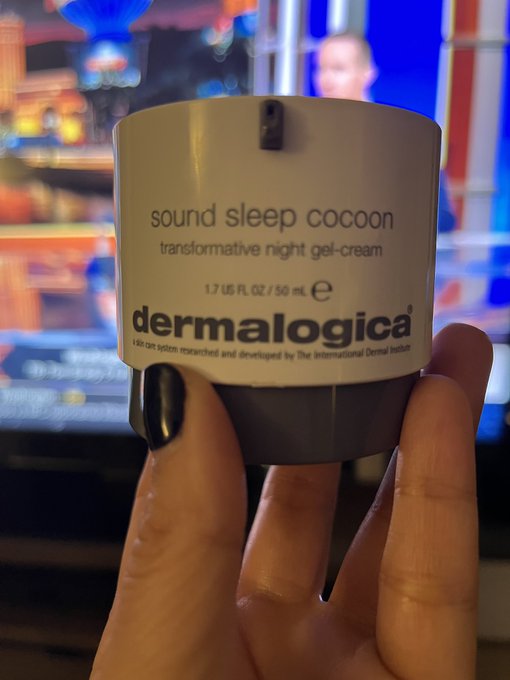 sound sleep cocoon
transformative night gel-cream
1.7 US FL OZ / 50 mL ℮
dermalogica®
a skin care system researched and developed by The International Dermal Institute